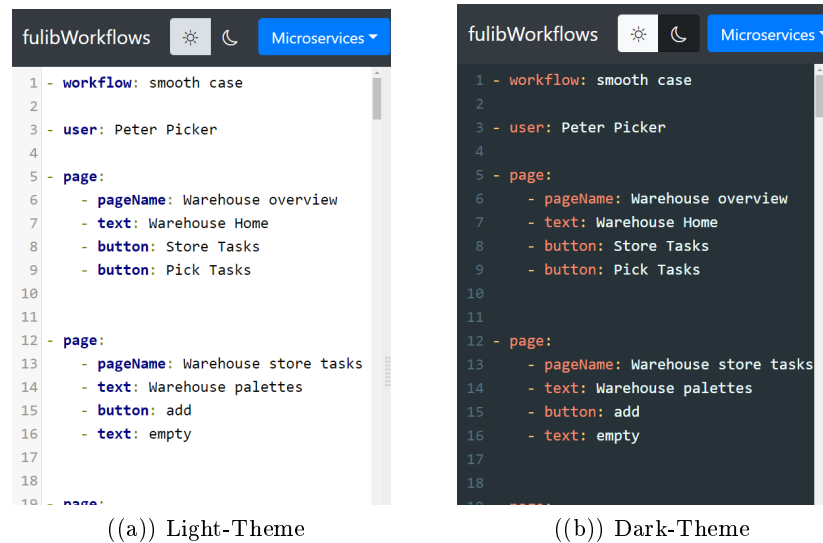 fulibWorkflows Microservices
1 - workflow: smooth case
2
3 - user: Peter Picker
4
5 - page:
6 - pageName: Warehouse overview
7 - text: Warehouse Home
8 - button: Store Tasks
9 - button: Pick Tasks
10
11
12 - page:
13 - pageName: Warehouse store tasks
14 - text: Warehouse palettes
15 - button: add
16 - text: empty
17
18
19 - page:
((a)) Light-Theme
fulibWorkflows Microservices
1 - workflow: smooth case
2
3 - user: Peter Picker
4
5 - page:
6 - pageName: Warehouse overview
7 - text: Warehouse Home
8 - button: Store Tasks
9 - button: Pick Tasks
10
11
12 - page:
13 - pageName: Warehouse store tasks
14 - text: Warehouse palettes
15 - button: add
16 - text: empty
17
18
19 - page:
((b)) Dark-Theme